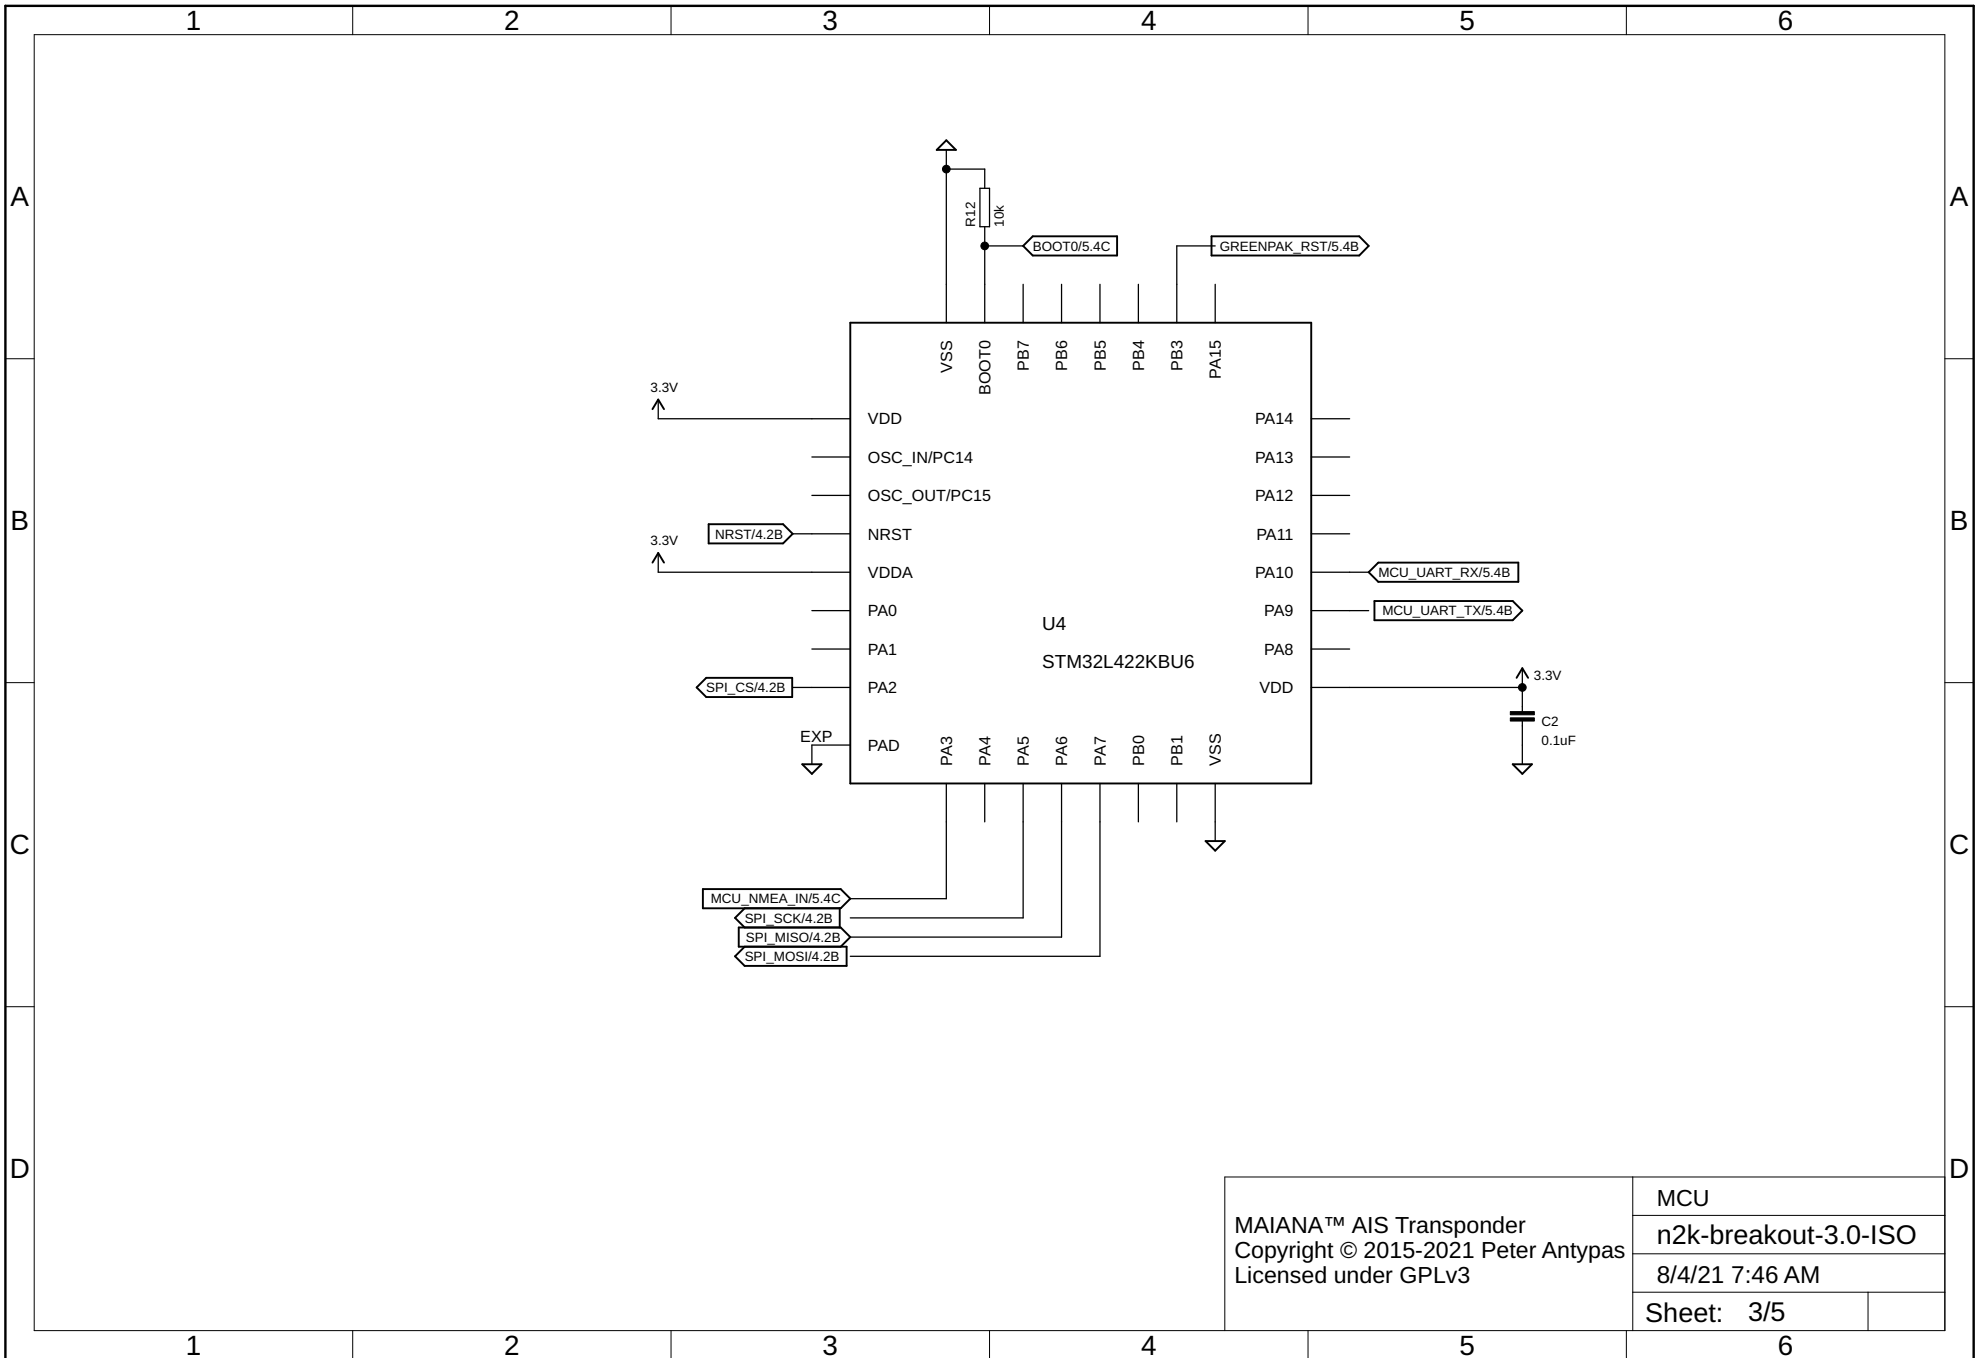 1 2 3 4 5 6
A A
R12
10k
BOOT0/5.4C
GREENPAK_RST/5.4B
VSS
BOOT0
PB7
PB6
PB5
PB4
PB3
PA15
3.3V
VDD
PA14
OSC_IN/PC14
PA13
OSC_OUT/PC15
PA12
B B
NRST/4.2B
NRST
PA11
3.3V
VDDA
PA10
MCU_UART_RX/5.4B
PA0
PA9
MCU_UART_TX/5.4B
U4
PA1
PA8
STM32L422KBU6
SPI_CS/4.2B
PA2
VDD
3.3V
C2
0.1uF
EXP
PAD
PA3
PA4
PA5
PA6
PA7
PB0
PB1
VSS
C C
MCU_NMEA_IN/5.4C
SPI_SCK/4.2B
SPI_MISO/4.2B
SPI_MOSI/4.2B
D D
MAIANA™ AIS Transponder
Copyright © 2015-2021 Peter Antypas
Licensed under GPLv3
MCU
n2k-breakout-3.0-ISO
8/4/21 7:46 AM
Sheet: 3/5
1 2 3 4 5 6